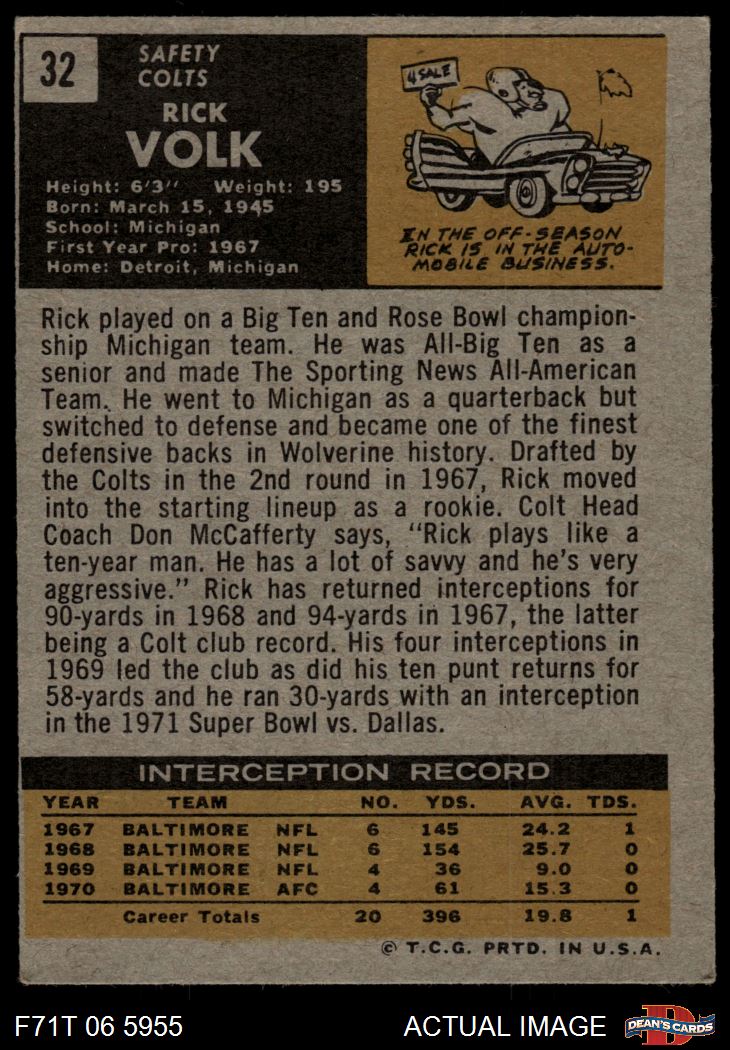 32
SAFETY
COLTS
RICK
VOLK
Height: 6'3" Weight: 195
Born: March 15, 1945
School: Michigan
First Year Pro: 1967
Home: Detroit, Michigan
4 SALE
IN THE OFF-SEASON
RICK IS IN THE AUTO-
MOBILE BUSINESS.
Rick played on a Big Ten and Rose Bowl champion-
ship Michigan team. He was All-Big Ten as a
senior and made The Sporting News All-American
Team. He went to Michigan as a quarterback but
switched to defense and became one of the finest
defensive backs in Wolverine history. Drafted by
the Colts in the 2nd round in 1967, Rick moved
into the starting lineup as a rookie. Colt Head
Coach Don McCafferty says, "Rick plays like a
ten-year man. He has a lot of savvy and he's very
aggressive." Rick has returned interceptions for
90-yards in 1968 and 94-yards in 1967, the latter
being a Colt club record. His four interceptions in
1969 led the club as did his ten punt returns for
58-yards and he ran 30-yards with an interception
in the 1971 Super Bowl vs. Dallas.
INTERCEPTION RECORD
YEAR TEAM NO. YDS. AVG. TDS.
1967 BALTIMORE NFL 6 145 24.2 1
1968 BALTIMORE NFL 6 154 25.7 0
1969 BALTIMORE NFL 4 36 9.0 0
1970 BALTIMORE AFC 4 61 15.3 0
Career Totals 20 396 19.8 1
© T.C.G. PRTD. IN U.S.A.
F71T 06 5955 ACTUAL IMAGE
D
DEAN'S CARDS